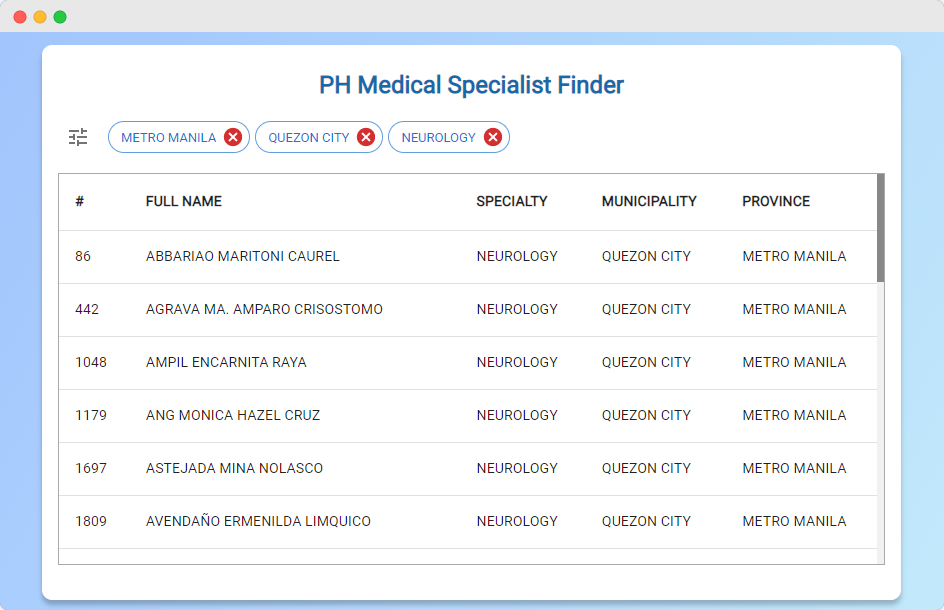 PH Medical Specialist Finder
METRO MANILA QUEZON CITY NEUROLOGY
# FULL NAME SPECIALTY MUNICIPALITY PROVINCE
86 ABBARIAO MARITONI CAUREL NEUROLOGY QUEZON CITY METRO MANILA
442 AGRAVA MA. AMPARO CRISOSTOMO NEUROLOGY QUEZON CITY METRO MANILA
1048 AMPIL ENCARNITA RAYA NEUROLOGY QUEZON CITY METRO MANILA
1179 ANG MONICA HAZEL CRUZ NEUROLOGY QUEZON CITY METRO MANILA
1697 ASTEJADA MINA NOLASCO NEUROLOGY QUEZON CITY METRO MANILA
1809 AVENDAÑO ERMENILDA LIMQUICO NEUROLOGY QUEZON CITY METRO MANILA